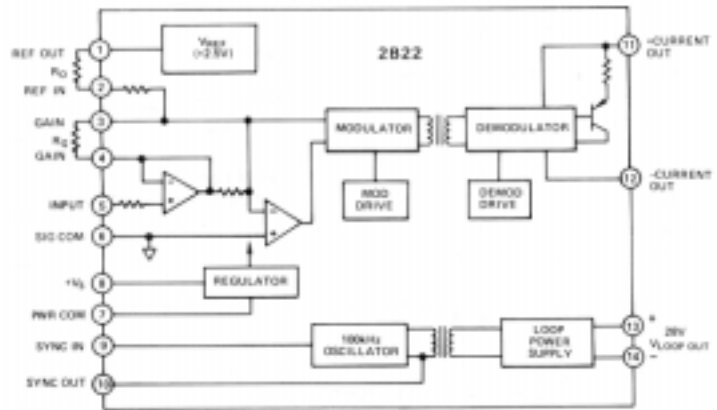 REF OUT
1
VREF
(+2.5V)
2B22
11
+CURRENT
OUT
RO
REF IN
2
GAIN
3
RG
GAIN
4
MODULATOR
DEMODULATOR
MOD
DRIVE
DEMOD
DRIVE
12
-CURRENT
OUT
INPUT
5
-
+
-
+
SIG COM
6
+VS
8
REGULATOR
PWR COM
7
SYNC IN
9
100kHz
OSCILLATOR
LOOP
POWER
SUPPLY
13
+
28V
VLOOP OUT
14
-
SYNC OUT
10